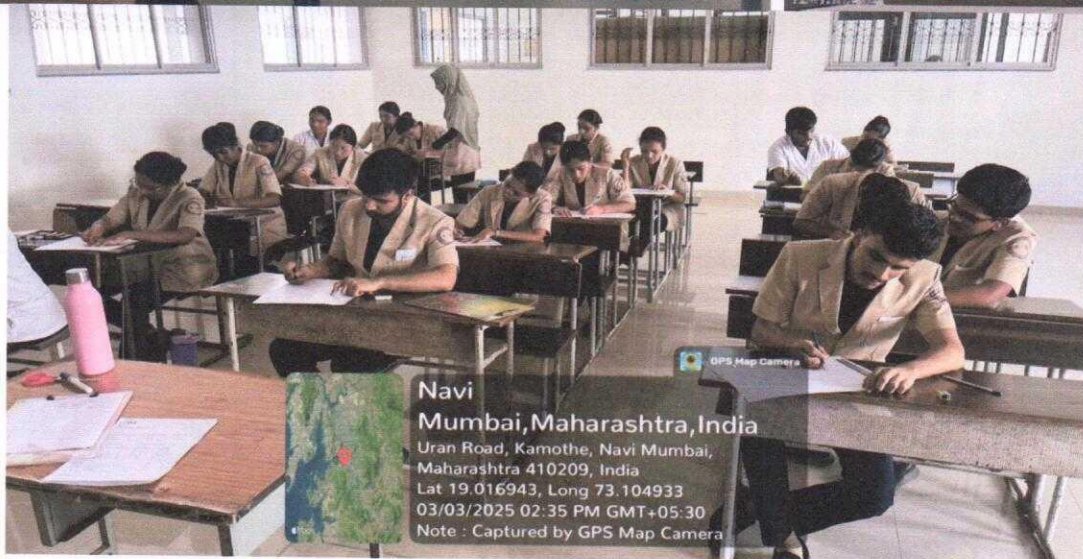 GPS Map Camera
Navi
Mumbai,Maharashtra,India
Uran Road, Kamothe, Navi Mumbai,
Maharashtra 410209, India
Lat 19.016943, Long 73.104933
03/03/2025 02:35 PM GMT+05:30
Note : Captured by GPS Map Camera